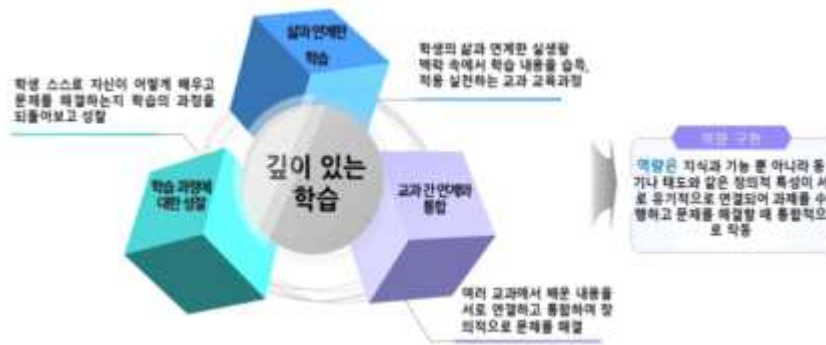 삶과 연계한
학습
학생의 삶과 연계한 실생활
맥락 속에서 학습 내용을 습득,
적용 실천하는 교과 교육과정
학생 스스로 자신이 어떻게 배우고
문제를 해결하는지 학습의 과정을
되돌아보고 성찰
깊이 있는
학습
학습 과정에
대한 성찰
교과 간 연계와
통합
여러 교과에서 배운 내용을
서로 연결하고 통합하여 창
의적으로 문제를 해결
역량 구현
역량은 지식과 기능 뿐 아니라 동
기나 태도와 같은 정의적 특성이 서
로 유기적으로 연결되어 과제를 수
행하고 문제를 해결할 때 통합적으
로 작동